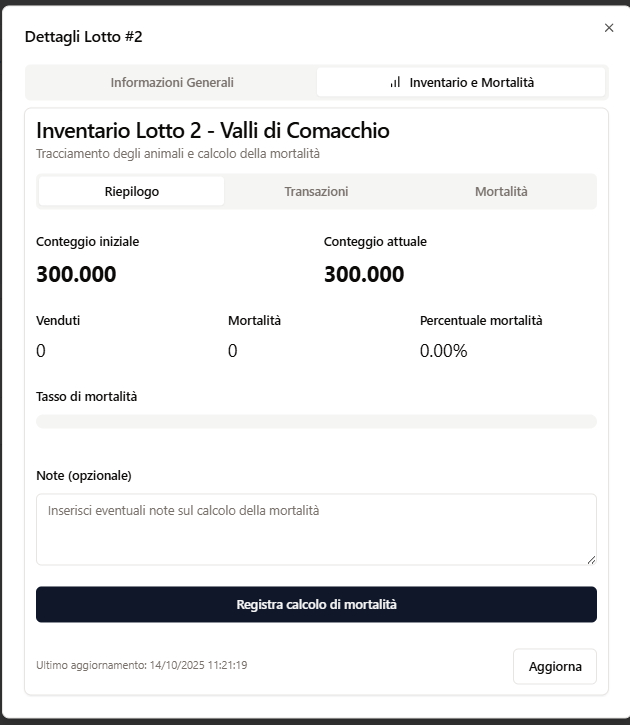 Dettagli Lotto #2
Informazioni Generali
Inventario e Mortalità
Inventario Lotto 2 - Valli di Comacchio
Tracciamento degli animali e calcolo della mortalità
Riepilogo
Transazioni
Mortalità
Conteggio iniziale
Conteggio attuale
300.000
300.000
Venduti
Mortalità
Percentuale mortalità
0
0
0.00%
Tasso di mortalità
Note (opzionale)
Inserisci eventuali note sul calcolo della mortalità
Registra calcolo di mortalità
Ultimo aggiornamento: 14/10/2025 11:21:19
Aggiorna